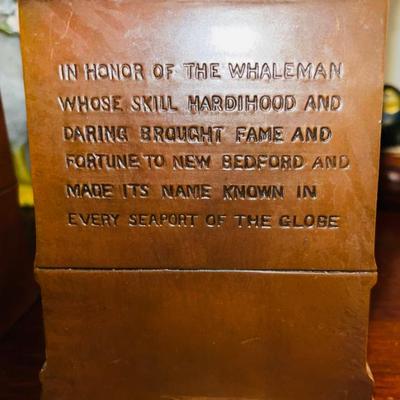 IN HONOR OF THE WHALEMAN
WHOSE SKILL HARDIHOOD AND
DARING BROUGHT FAME AND
FORTUNE TO NEW BEDFORD AND
MADE ITS NAME KNOWN IN
EVERY SEAPORT OF THE GLOBE